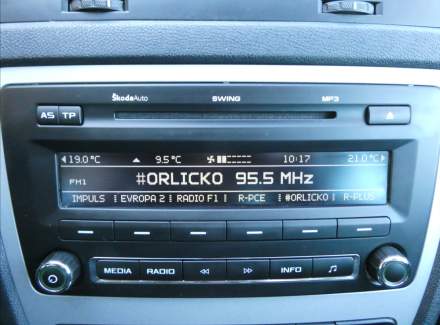 ŠkodaAuto SWING MP3
AS TP
19.0°C 9.5°C 10:17 21.0°C
FM1 #ORLICKO 95.5 MHz
IMPULS EVROPA 2 RADIO F1 R-PCE #ORLICKO R-PLUS
MEDIA RADIO INFO